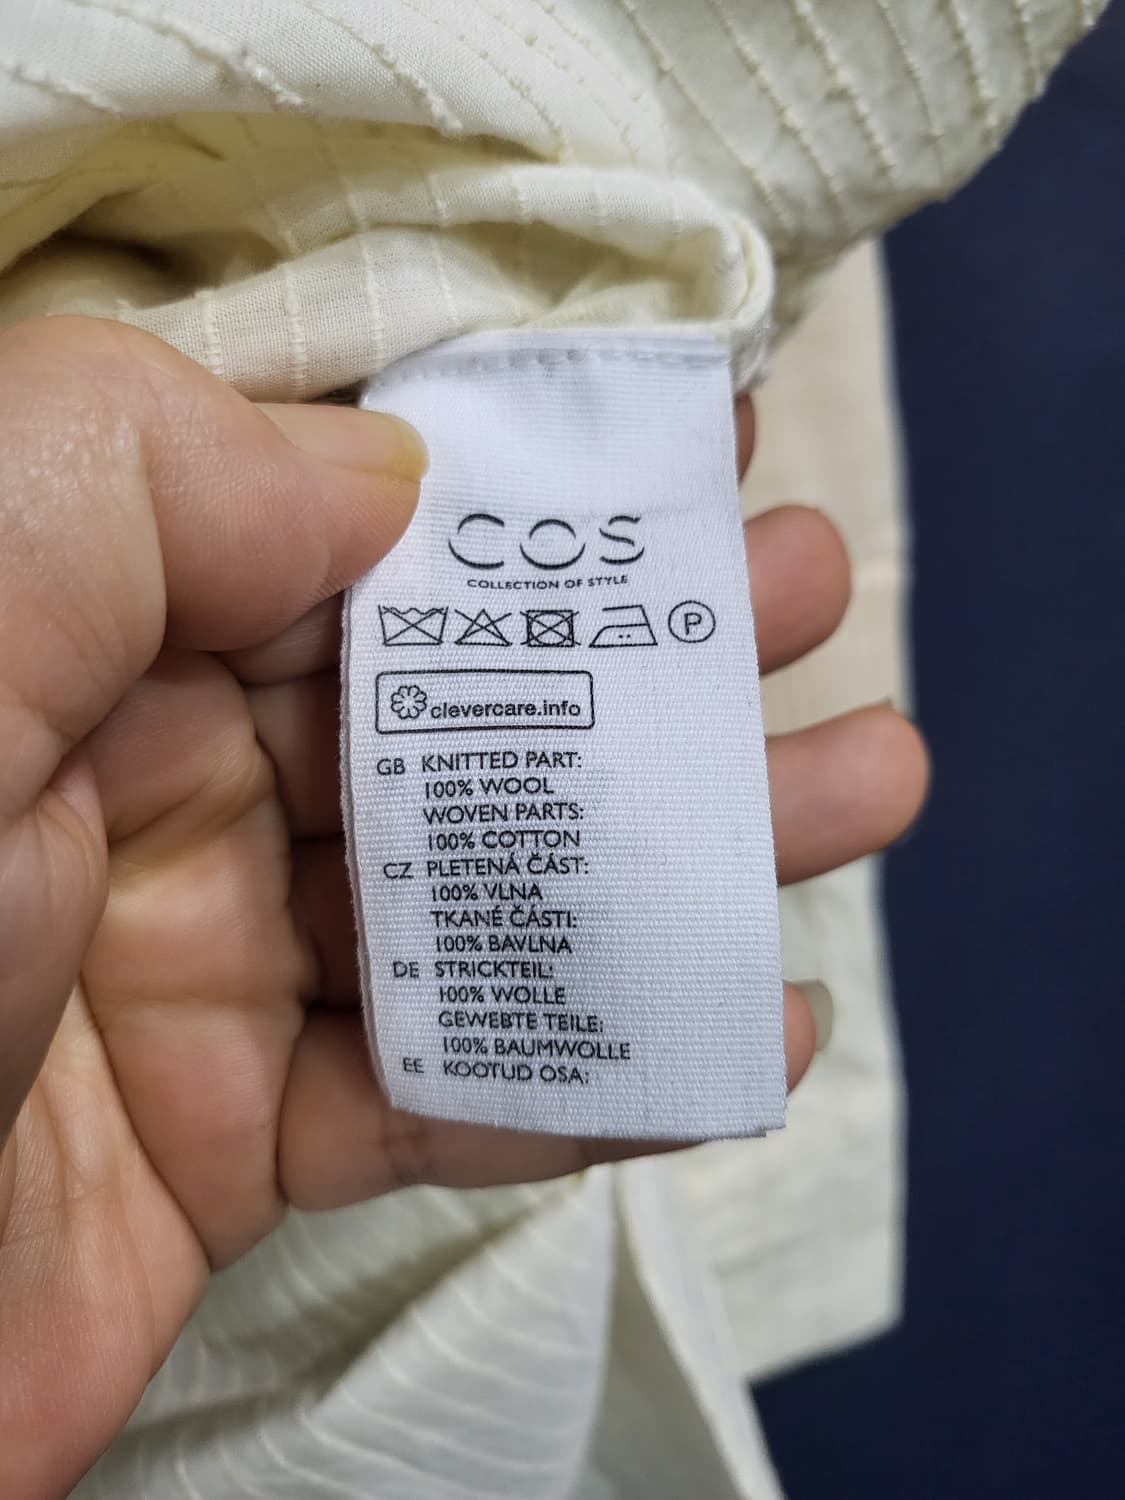 COS
COLLECTION OF STYLE
P
clevercare.info
GB KNITTED PART:
100% WOOL
WOVEN PARTS:
100% COTTON
CZ PLETENÁ ČÁST:
100% VLNA
TKANÉ ČÁSTI:
100% BAVLNA
DE STRICKTEIL:
100% WOLLE
GEWEBTE TEILE:
100% BAUMWOLLE
EE KOOTUD OSA: